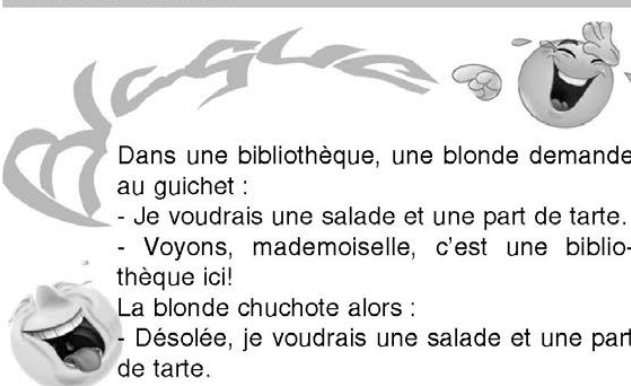 Blague
Dans une bibliothèque, une blonde demande
au guichet :
- Je voudrais une salade et une part de tarte.
- Voyons, mademoiselle, c'est une biblio-
thèque ici!
La blonde chuchote alors :
- Désolée, je voudrais une salade et une part
de tarte.